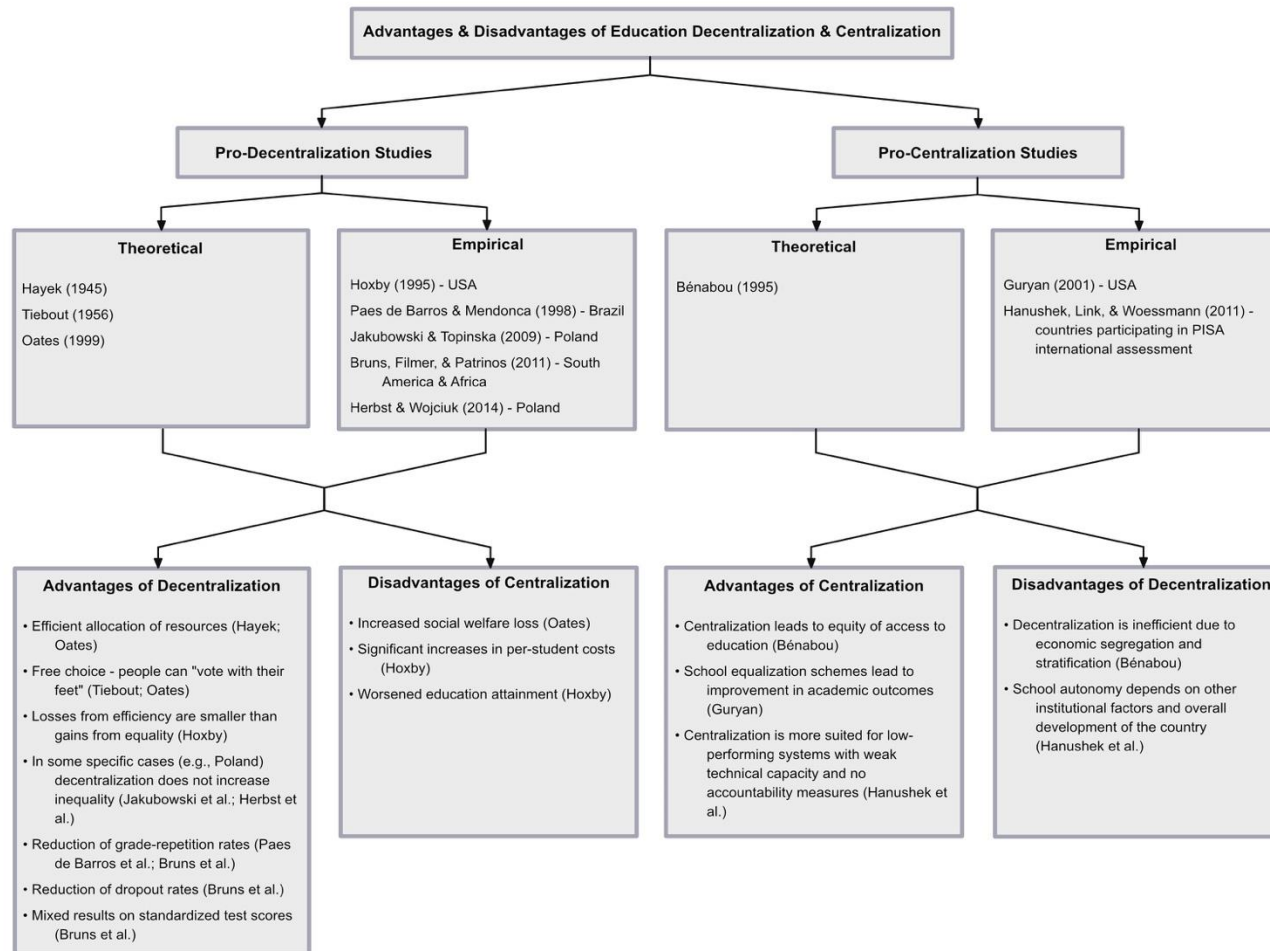 Advantages & Disadvantages of Education Decentralization & Centralization
Pro-Decentralization Studies
Pro-Centralization Studies
Theoretical
Hayek (1945)
Tiebout (1956)
Oates (1999)
Empirical
Hoxby (1995) - USA
Paes de Barros & Mendonca (1998) - Brazil
Jakubowski & Topinska (2009) - Poland
Bruns, Filmer, & Patrinos (2011) - South
America & Africa
Herbst & Wojciuk (2014) - Poland
Theoretical
Bénabou (1995)
Empirical
Guryan (2001) - USA
Hanushek, Link, & Woessmann (2011) -
countries participating in PISA
international assessment
Advantages of Decentralization
• Efficient allocation of resources (Hayek;
Oates)
• Free choice - people can "vote with their
feet" (Tiebout; Oates)
• Losses from efficiency are smaller than
gains from equality (Hoxby)
• In some specific cases (e.g., Poland)
decentralization does not increase
inequality (Jakubowski et al.; Herbst et
al.)
• Reduction of grade-repetition rates (Paes
de Barros et al.; Bruns et al.)
• Reduction of dropout rates (Bruns et al.)
• Mixed results on standardized test scores
(Bruns et al.)
Disadvantages of Centralization
• Increased social welfare loss (Oates)
• Significant increases in per-student costs
(Hoxby)
• Worsened education attainment (Hoxby)
Advantages of Centralization
• Centralization leads to equity of access to
education (Bénabou)
• School equalization schemes lead to
improvement in academic outcomes
(Guryan)
• Centralization is more suited for low-
performing systems with weak
technical capacity and no
accountability measures (Hanushek et
al.)
Disadvantages of Decentralization
• Decentralization is inefficient due to
economic segregation and
stratification (Bénabou)
• School autonomy depends on other
institutional factors and overall
development of the country
(Hanushek et al.)